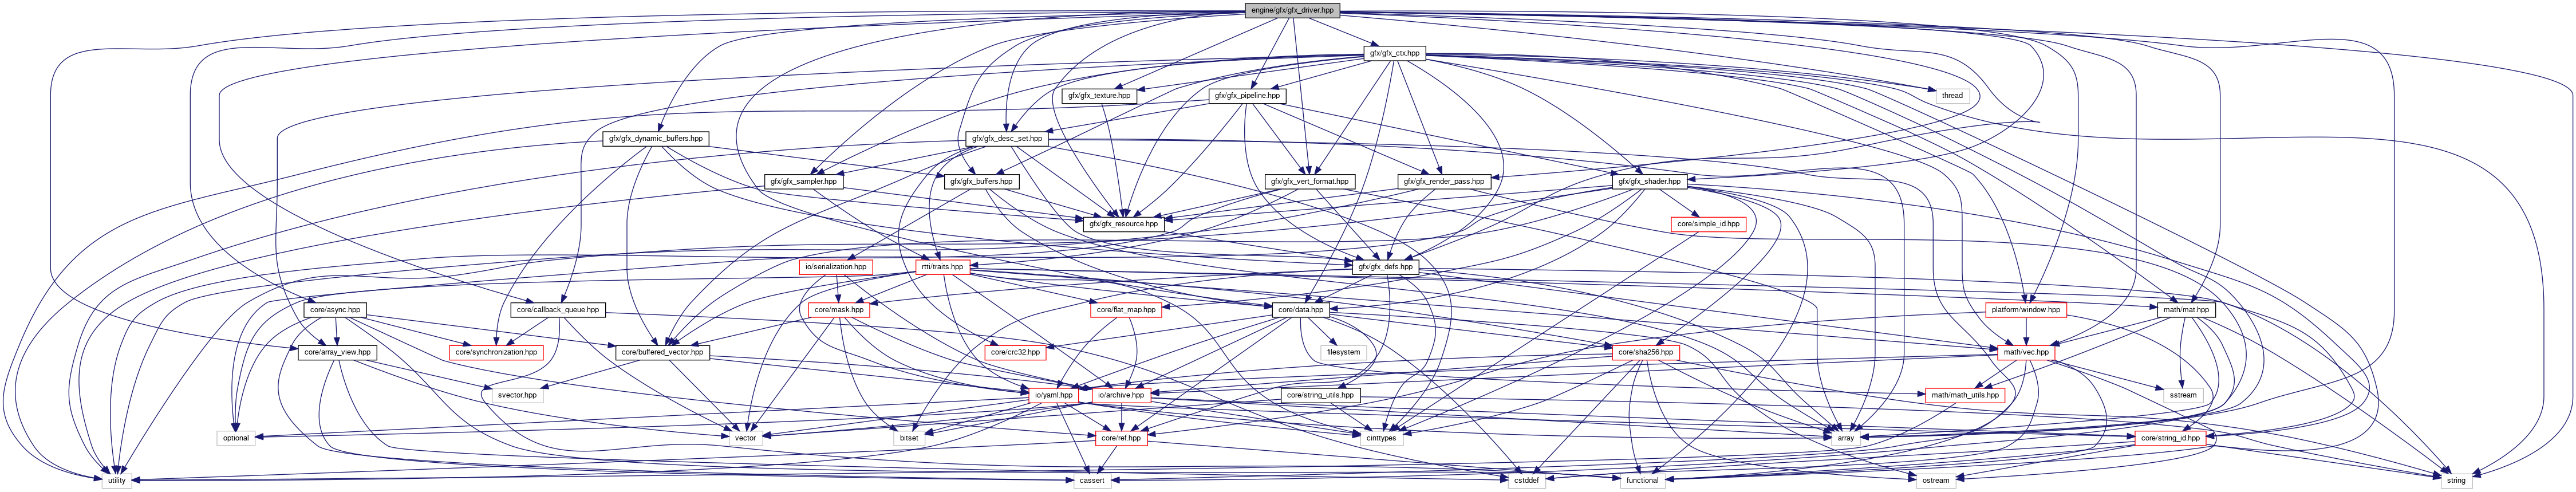 engine/gfx/gfx_driver.hpp
gfx/gfx_ctx.hpp
gfx/gfx_texture.hpp
gfx/gfx_pipeline.hpp
thread
gfx/gfx_dynamic_buffers.hpp
gfx/gfx_desc_set.hpp
gfx/gfx_sampler.hpp
gfx/gfx_buffers.hpp
gfx/gfx_vert_format.hpp
gfx/gfx_render_pass.hpp
gfx/gfx_shader.hpp
gfx/gfx_resource.hpp
core/simple_id.hpp
io/serialization.hpp
rtti/traits.hpp
gfx/gfx_defs.hpp
core/async.hpp
core/callback_queue.hpp
core/mask.hpp
core/flat_map.hpp
core/data.hpp
platform/window.hpp
math/mat.hpp
core/array_view.hpp
core/synchronization.hpp
core/buffered_vector.hpp
core/crc32.hpp
filesystem
core/sha256.hpp
math/vec.hpp
svector.hpp
io/yaml.hpp
io/archive.hpp
core/string_utils.hpp
math/math_utils.hpp
sstream
optional
vector
bitset
core/ref.hpp
cinttypes
array
core/string_id.hpp
utility
cassert
cstddef
functional
ostream
string